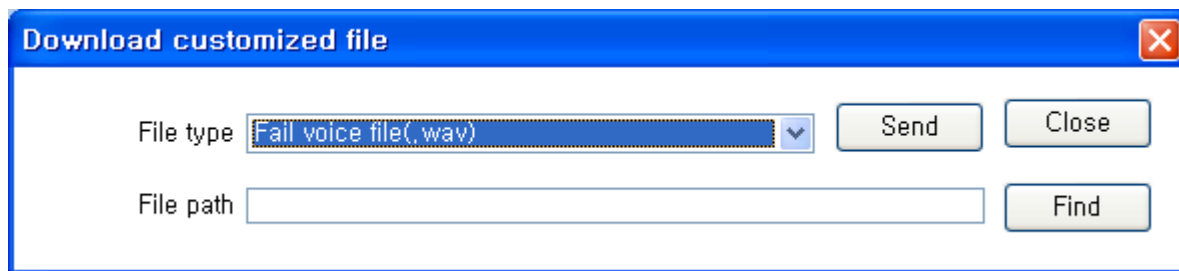 Download customized file
File type Fail voice file(.wav) Send Close
File path Find